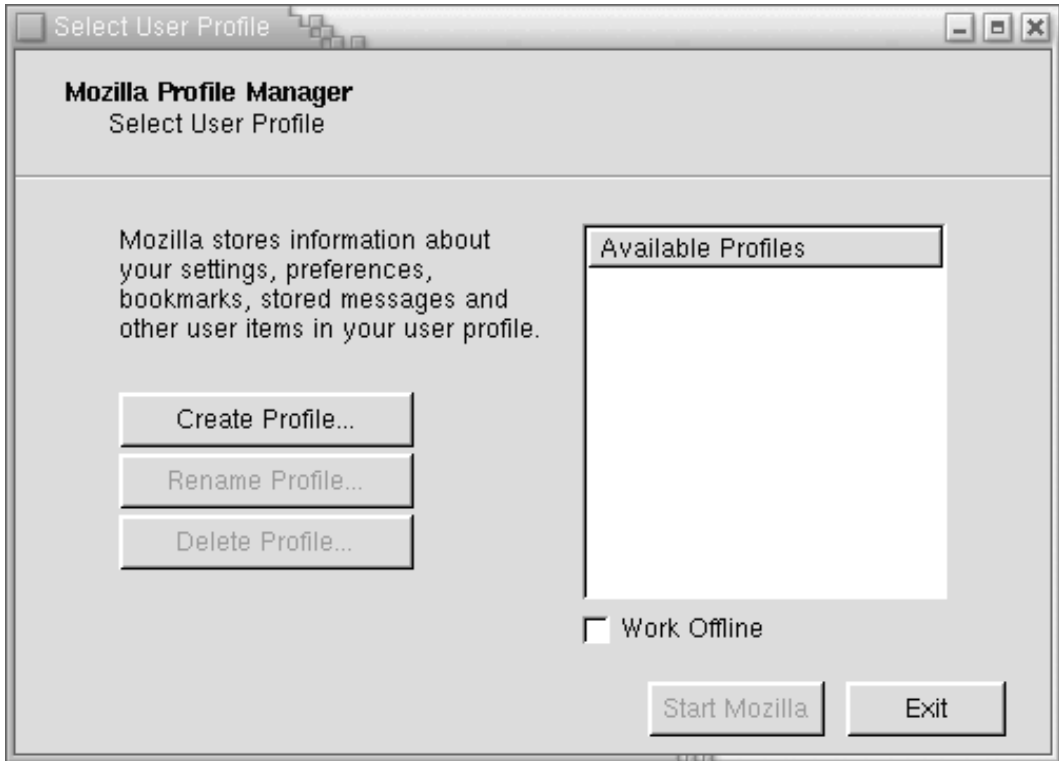 Select User Profile
Mozilla Profile Manager
Select User Profile
Mozilla stores information about
your settings, preferences,
bookmarks, stored messages and
other user items in your user profile.
Available Profiles
Create Profile...
Rename Profile...
Delete Profile...
Work Offline
Start Mozilla
Exit